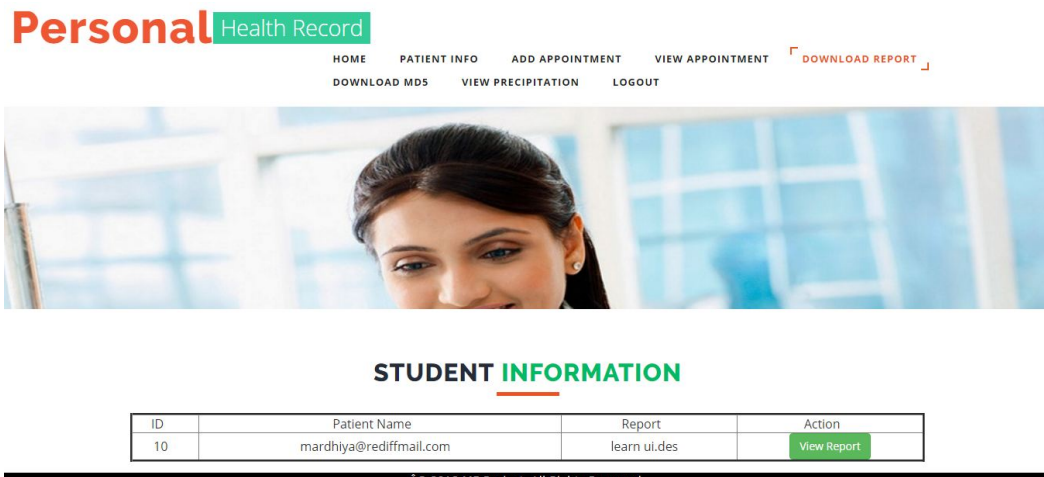 Personal Health Record
HOME PATIENT INFO ADD APPOINTMENT VIEW APPOINTMENT DOWNLOAD REPORT
DOWNLOAD MD5 VIEW PRECIPITATION LOGOUT
STUDENT INFORMATION
ID Patient Name Report Action
10 mardhiya@rediffmail.com learn ui.des View Report